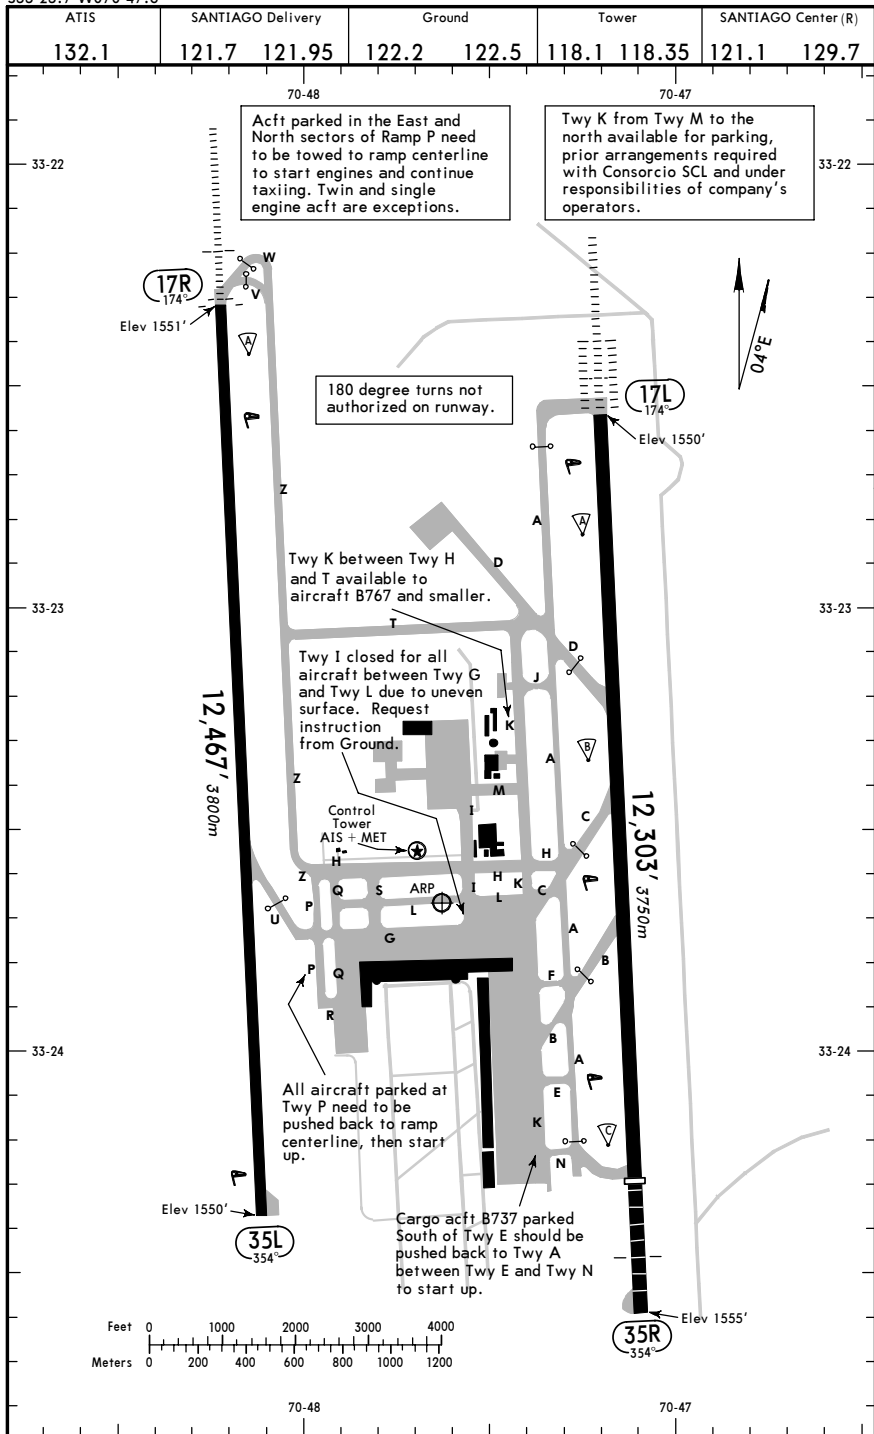 ATIS
132.1
SANTIAGO Delivery
121.7 121.95
Ground
122.2 122.5
Tower
118.1 118.35
SANTIAGO Center (R)
121.1 129.7
70-48
70-47
33-22
33-22
Acft parked in the East and
North sectors of Ramp P need
to be towed to ramp centerline
to start engines and continue
taxiing. Twin and single
engine acft are exceptions.
Twy K from Twy M to the
north available for parking,
prior arrangements required
with Consorcio SCL and under
responsibilities of company's
operators.
W
17R
174°
V
Elev 1551'
A
04°E
180 degree turns not
authorized on runway.
17L
174°
Elev 1550'
Z
A
A
D
Twy K between Twy H
and T available to
aircraft B767 and smaller.
33-23
33-23
T
D
Twy I closed for all
aircraft between Twy G
and Twy L due to uneven
surface. Request
instruction
from Ground.
J
K
12,467' 3800m
A
B
Z
M
I
C
12,303' 3750m
Control
Tower
AIS + MET
H
H
Z
Q
S
ARP
I
H
K
C
L
P
L
U
G
A
B
P
Q
F
R
B
33-24
33-24
A
All aircraft parked at
Twy P need to be
pushed back to ramp
centerline, then start
up.
E
K
C
N
Elev 1550'
35L
354°
Cargo acft B737 parked
South of Twy E should be
pushed back to Twy A
between Twy E and Twy N
to start up.
Elev 1555'
35R
354°
Feet 0 1000 2000 3000 4000
Meters 0 200 400 600 800 1000 1200
70-48
70-47